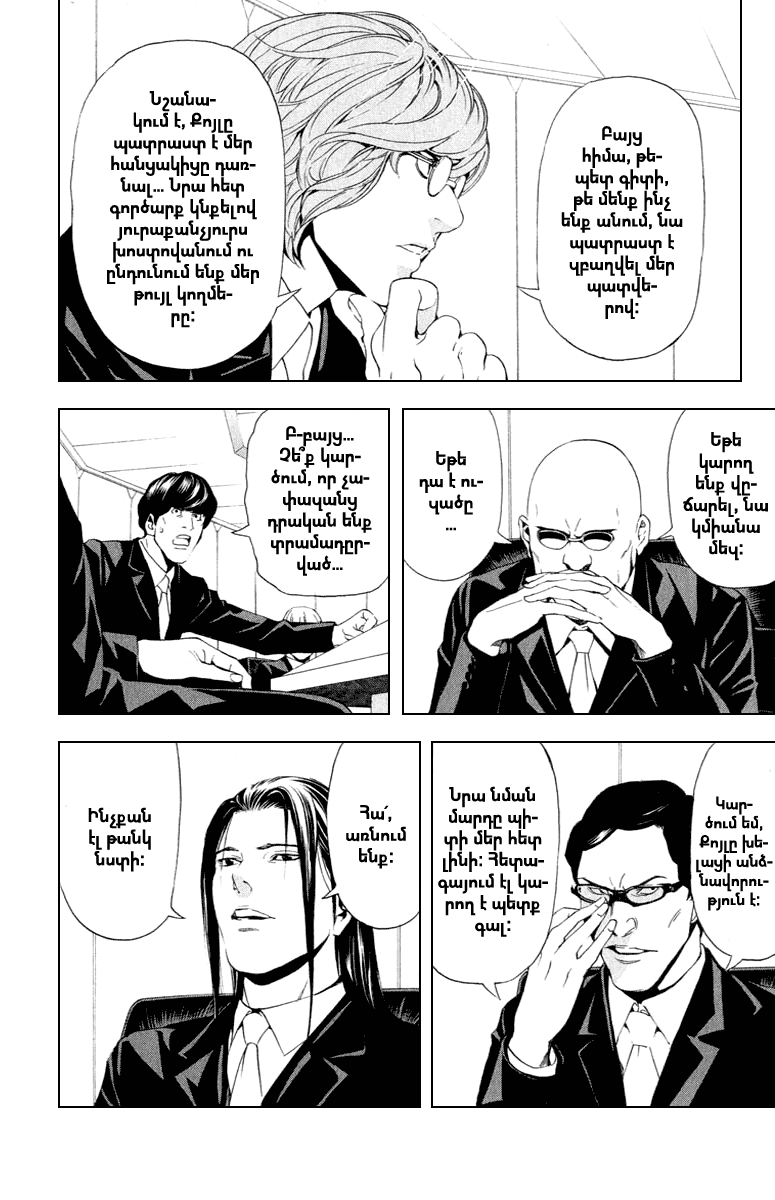 Բայց
հիմա, թե-
պետ գիտի,
թե մենք ինչ
ենք անում, նա
պատրաստ է
զբաղվել մեր
պատվե-
րով:
Նշանա-
կում է, Քոյլը
պատրաստ է մեր
հանցակիցը դառ-
նալ... Նրա հետ
գործարք կնքելով
յուրաքանչյուրս
խոստովանում ու
ընդունում ենք մեր
թույլ կողմե-
րը:
Եթե
կարող
ենք վը-
ճարել, նա
կմիանա
մեզ:
Եթե
դա է ու-
զածը
...
Բ-բայց...
Չե՞ք կար-
ծում, որ չա-
փազանց
դրական ենք
տրամադըր-
ված...
Կար-
ծում եմ,
Քոյլը խե-
լացի անձ-
նավորու-
թյուն է:
Նրա նման
մարդը պի-
տի մեր հետ
լինի: Հետա-
գայում էլ կա-
րող է պետք
գալ:
Հա՛,
առնում
ենք:
Ինչքան
էլ թանկ
նստի: